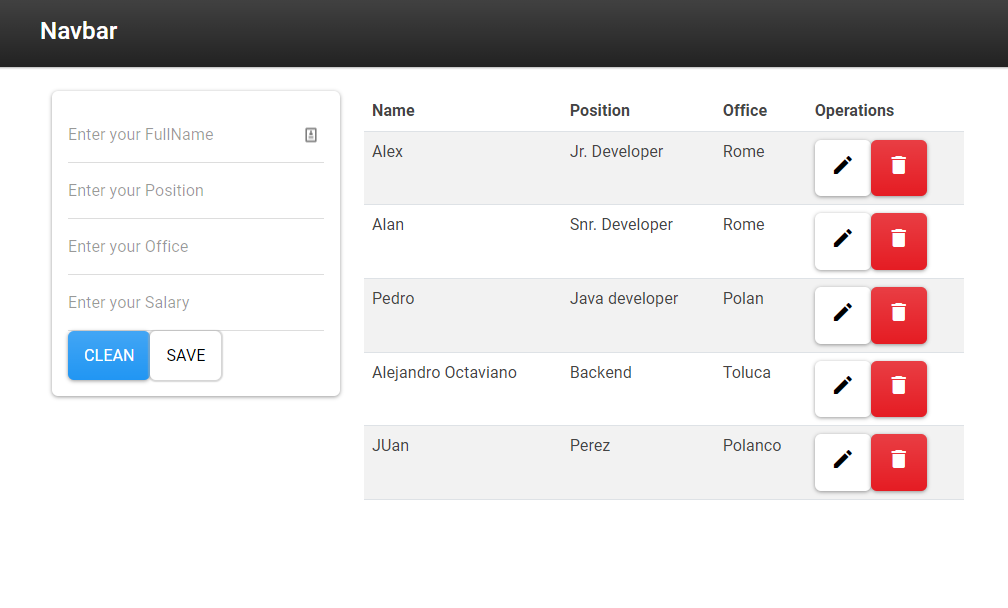 Navbar
Enter your FullName
Enter your Position
Enter your Office
Enter your Salary
CLEAN SAVE
Name Position Office Operations
Alex Jr. Developer Rome
Alan Snr. Developer Rome
Pedro Java developer Polan
Alejandro Octaviano Backend Toluca
JUan Perez Polanco